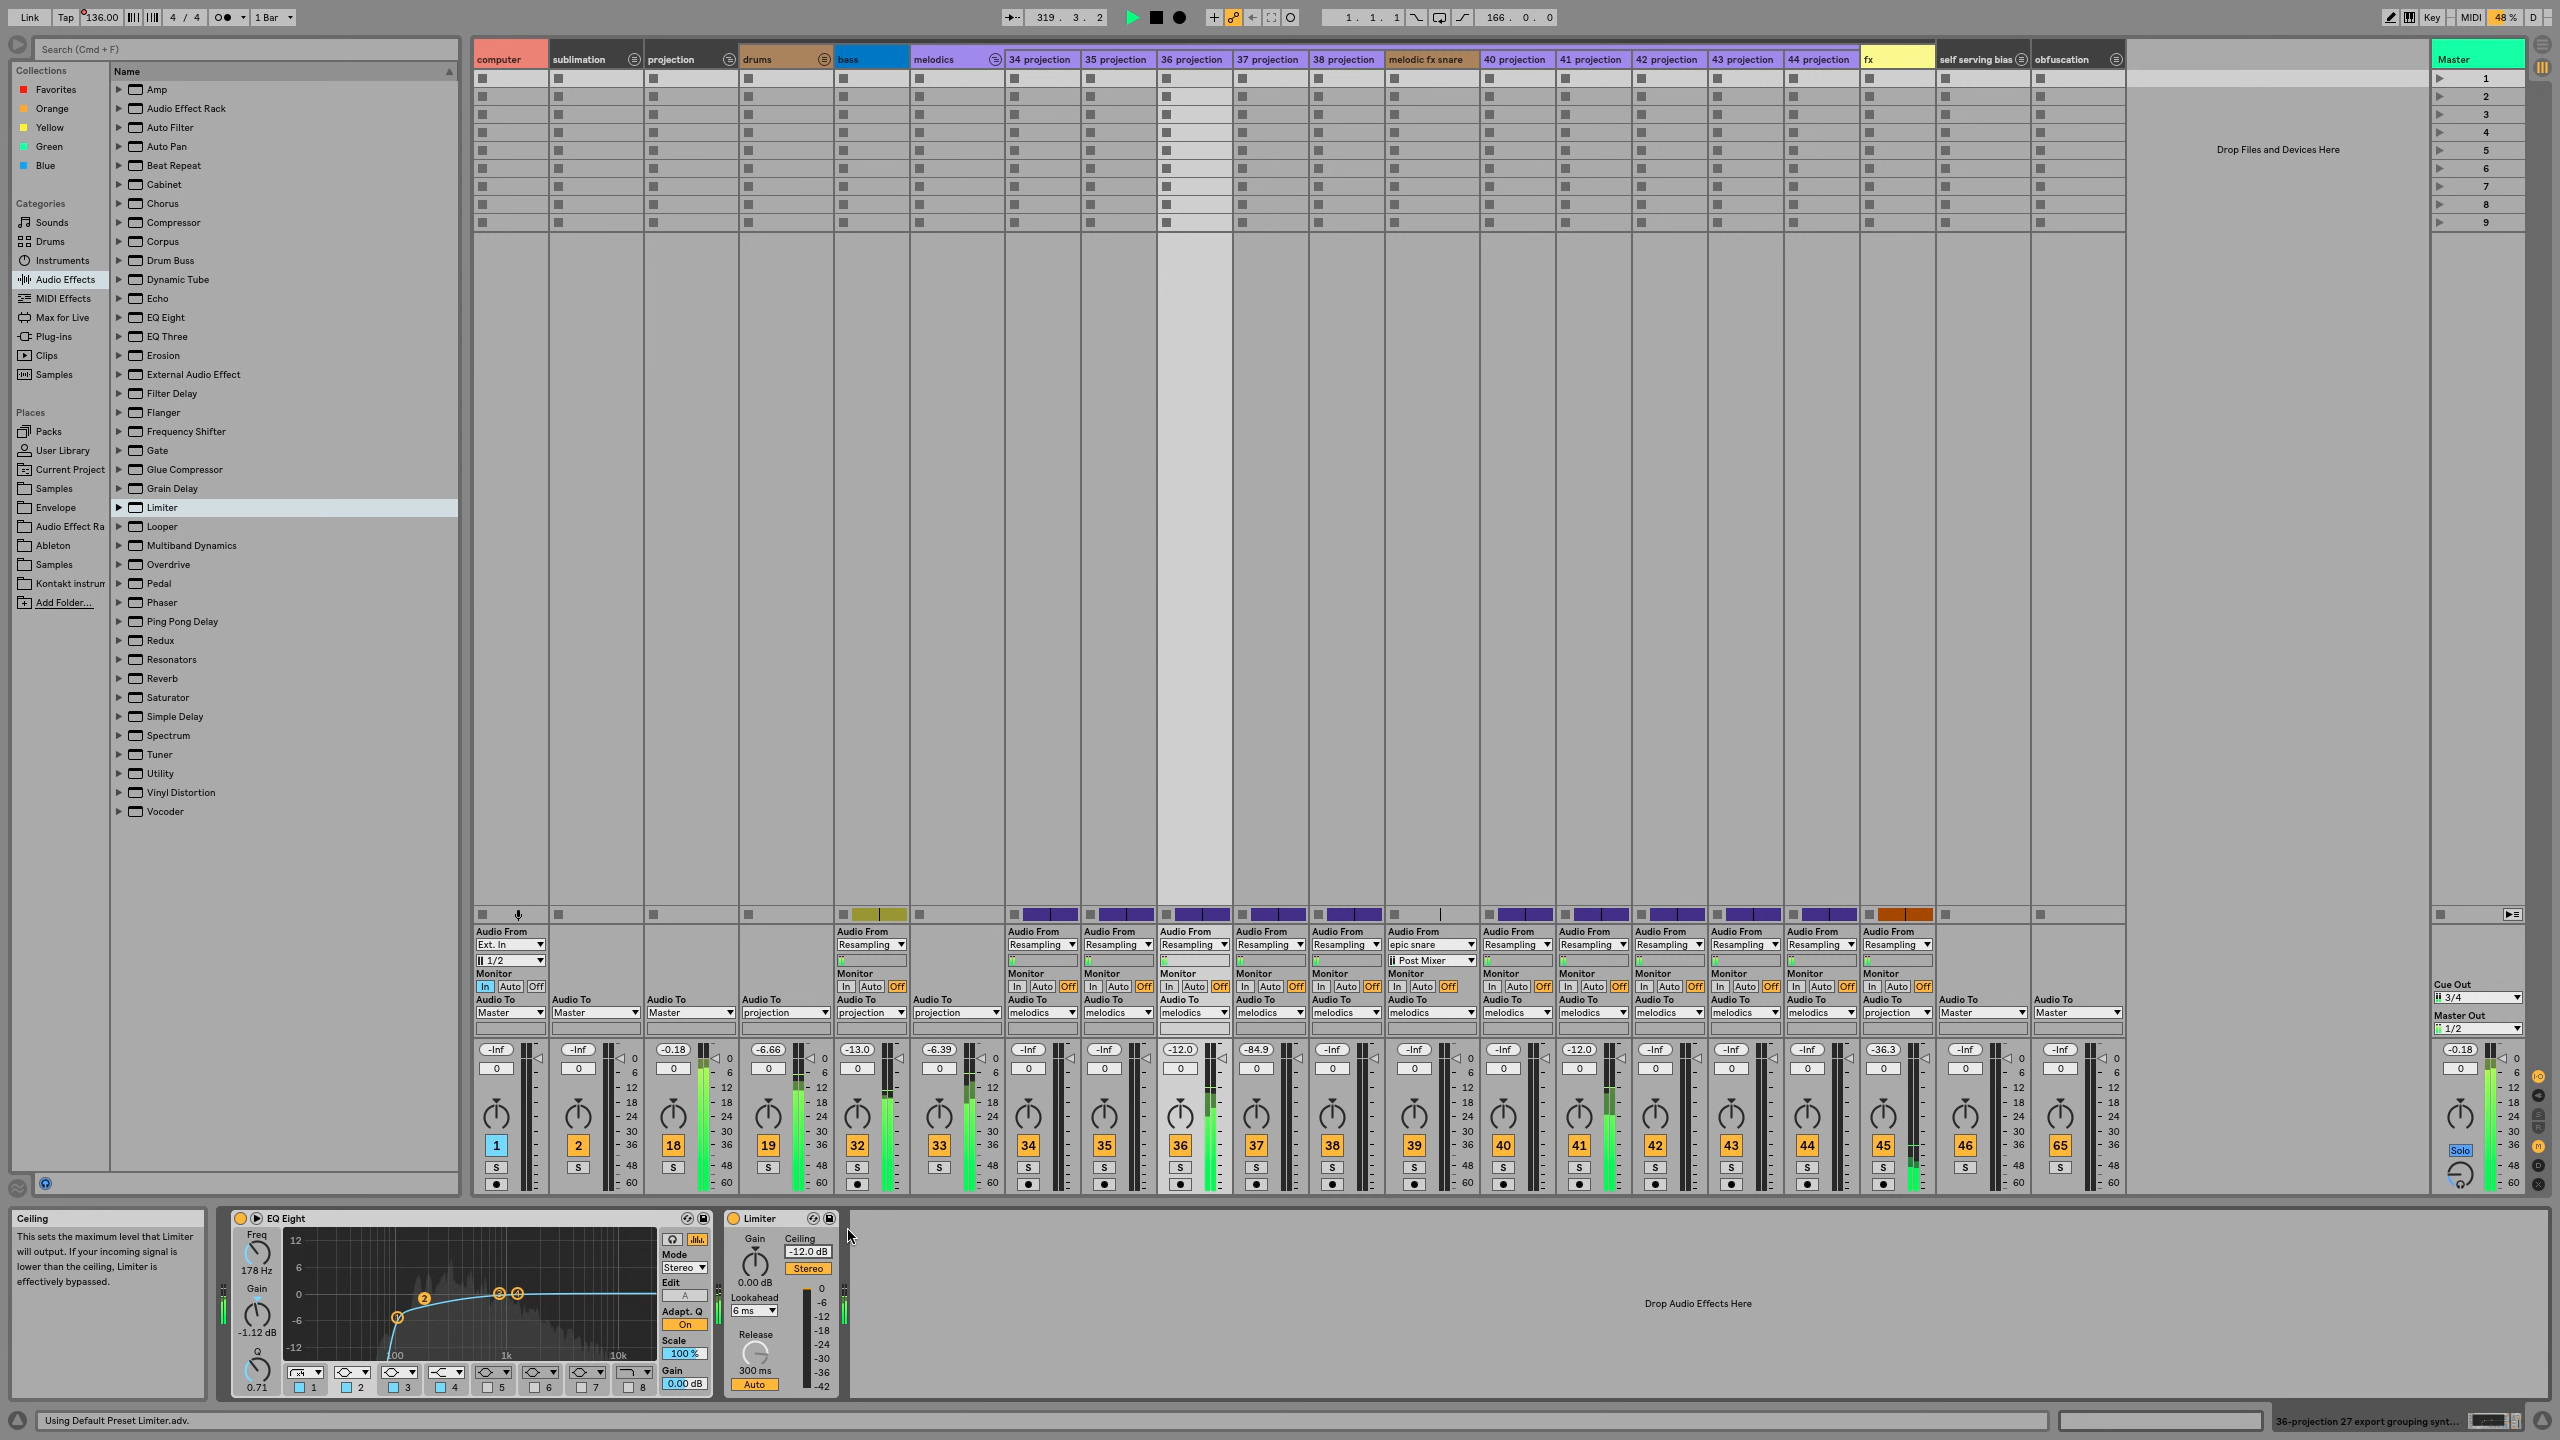 Link Tap 136.00 4 / 4 1 Bar 319. 3. 2 1. 1. 1 166. 0. 0 Key MIDI 48 % D
Search (Cmd + F)
Collections
Favorites
Orange
Yellow
Green
Blue
Categories
Sounds
Drums
Instruments
Audio Effects
MIDI Effects
Max for Live
Plug-ins
Clips
Samples
Places
Packs
User Library
Current Project
Samples
Envelope
Audio Effect Ra
Ableton
Samples
Kontakt instrum
Add Folder...
Name
Amp
Audio Effect Rack
Auto Filter
Auto Pan
Beat Repeat
Cabinet
Chorus
Compressor
Corpus
Drum Buss
Dynamic Tube
Echo
EQ Eight
EQ Three
Erosion
External Audio Effect
Filter Delay
Flanger
Frequency Shifter
Gate
Glue Compressor
Grain Delay
Limiter
Looper
Multiband Dynamics
Overdrive
Pedal
Phaser
Ping Pong Delay
Redux
Resonators
Reverb
Saturator
Simple Delay
Spectrum
Tuner
Utility
Vinyl Distortion
Vocoder
computer sublimation projection drums bass melodics 34 projection 35 projection 36 projection 37 projection 38 projection melodic fx snare 40 projection 41 projection 42 projection 43 projection 44 projection fx self serving bias obfuscation Master
1
2
3
4
5
6
7
8
9
Drop Files and Devices Here
Audio From Audio From Audio From Audio From Audio From Audio From Audio From Audio From Audio From Audio From Audio From Audio From Audio From Audio From
Ext. In Resampling Resampling Resampling Resampling Resampling Resampling epic snare Resampling Resampling Resampling Resampling Resampling Resampling
1/2 Post Mixer
Monitor Monitor Monitor Monitor Monitor Monitor Monitor Monitor Monitor Monitor Monitor Monitor Monitor Monitor
In Auto Off In Auto Off In Auto Off In Auto Off In Auto Off In Auto Off In Auto Off In Auto Off In Auto Off In Auto Off In Auto Off In Auto Off In Auto Off In Auto Off
Cue Out
3/4
Audio To Audio To Audio To Audio To Audio To Audio To Audio To Audio To Audio To Audio To Audio To Audio To Audio To Audio To Audio To Audio To Audio To Audio To Audio To Audio To
Master Master Master projection projection projection melodics melodics melodics melodics melodics melodics melodics melodics melodics melodics melodics projection Master Master
Master Out
1/2
-Inf -Inf -0.18 -6.66 -13.0 -6.39 -Inf -Inf -12.0 -84.9 -Inf -Inf -Inf -12.0 -Inf -Inf -Inf -36.3 -Inf -Inf -0.18
0 0 0 0 0 0 0 0 0 0 0 0 0 0 0 0 0 0 0 0 0
0 6 12 18 24 30 36 48 60
1 2 18 19 32 33 34 35 36 37 38 39 40 41 42 43 44 45 46 65 Solo
S S S S S S S S S S S S S S S S S S S S
Ceiling
This sets the maximum level that Limiter
will output. If your incoming signal is
lower than the ceiling, Limiter is
effectively bypassed.
EQ Eight
Freq
178 Hz
Gain
-1.12 dB
Q
0.71
12
6
0
-6
-12
100 1k 10k
2 3 4
1 2 3 4 5 6 7 8
Mode
Stereo
Edit
A
Adapt. Q
On
Scale
100 %
Gain
0.00 dB
Limiter
Gain
0.00 dB
Lookahead
6 ms
Release
300 ms
Auto
Ceiling
-12.0 dB
Stereo
0
-6
-12
-18
-24
-30
-36
-42
Drop Audio Effects Here
Using Default Preset Limiter.adv.
36-projection 27 export grouping synt...